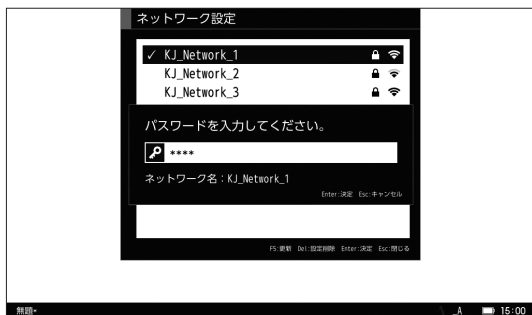 ネットワーク設定
✓ KJ_Network_1
KJ_Network_2
KJ_Network_3
パスワードを入力してください。
****
ネットワーク名：KJ_Network_1
Enter:決定 Esc:キャンセル
F5:更新 Del:設定削除 Enter:決定 Esc:閉じる
無題* _A 15:00